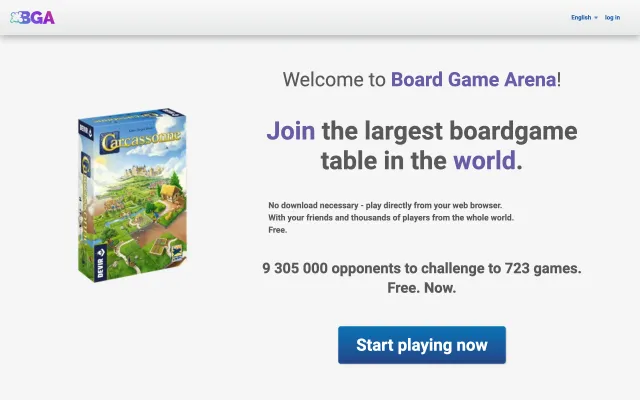 BGA
English
log in
Welcome to Board Game Arena!
Join the largest boardgame
table in the world.
No download necessary - play directly from your web browser.
With your friends and thousands of players from the whole world.
Free.
9 305 000 opponents to challenge to 723 games.
Free. Now.
Start playing now
DEVIR
Carcassonne
DEVIR